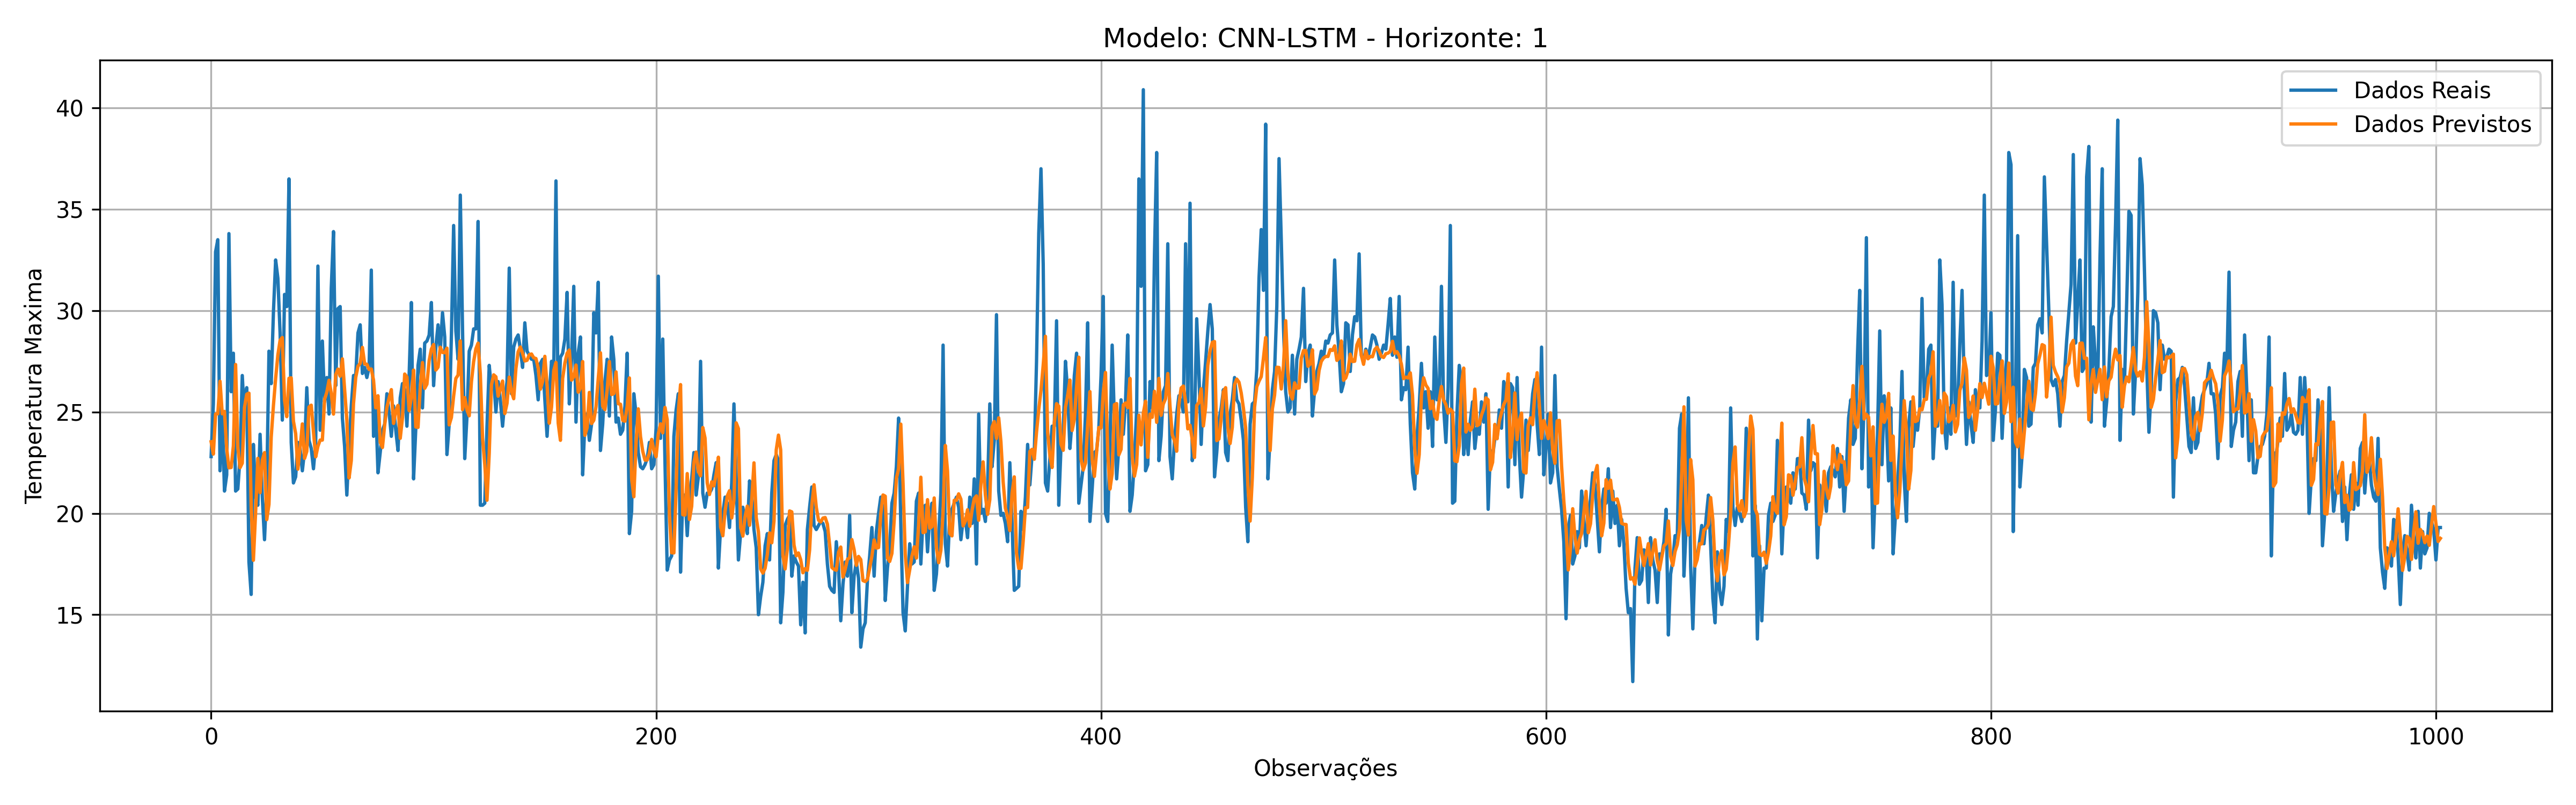 Modelo: CNN-LSTM - Horizonte: 1
Dados Reais
Dados Previstos
Temperatura Maxima
40
35
30
25
20
15
0
200
400
600
800
1000
Observações